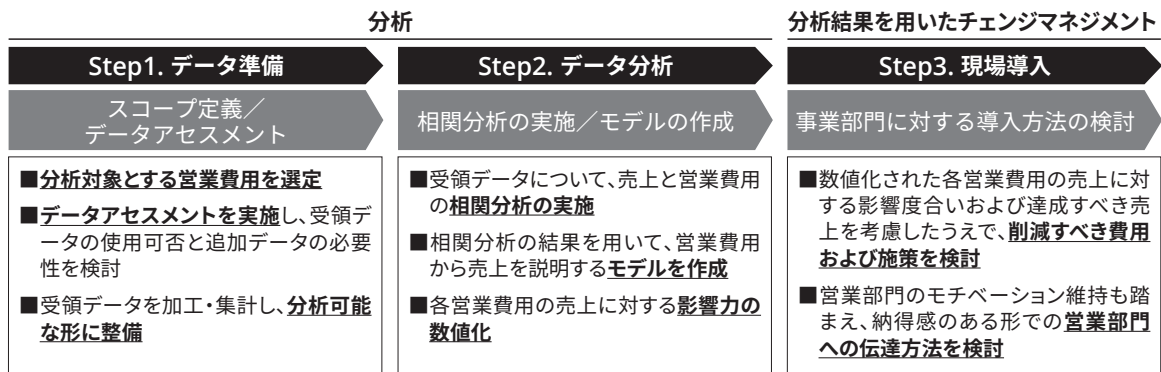 分析
分析結果を用いたチェンジマネジメント
Step1. データ準備
Step2. データ分析
Step3. 現場導入
スコープ定義／
データアセスメント
相関分析の実施／モデルの作成
事業部門に対する導入方法の検討
■分析対象とする営業費用を選定
■データアセスメントを実施し、受領デ
ータの使用可否と追加データの必要
性を検討
■受領データを加工・集計し、分析可能
な形に整備
■受領データについて、売上と営業費用
の相関分析の実施
■相関分析の結果を用いて、営業費用
から売上を説明するモデルを作成
■各営業費用の売上に対する影響力の
数値化
■数値化された各営業費用の売上に対
する影響度合いおよび達成すべき売
上を考慮したうえで、削減すべき費用
および施策を検討
■営業部門のモチベーション維持も踏
まえ、納得感のある形での営業部門
への伝達方法を検討